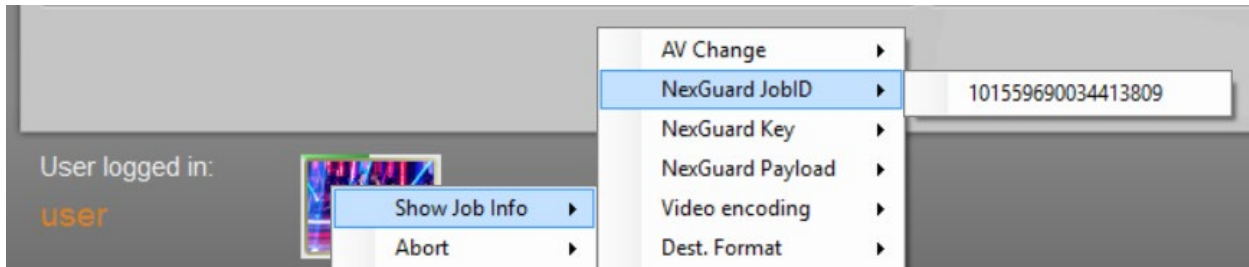 User logged in:
user
Show Job Info
Abort
AV Change
NexGuard JobID
NexGuard Key
NexGuard Payload
Video encoding
Dest. Format
101559690034413809